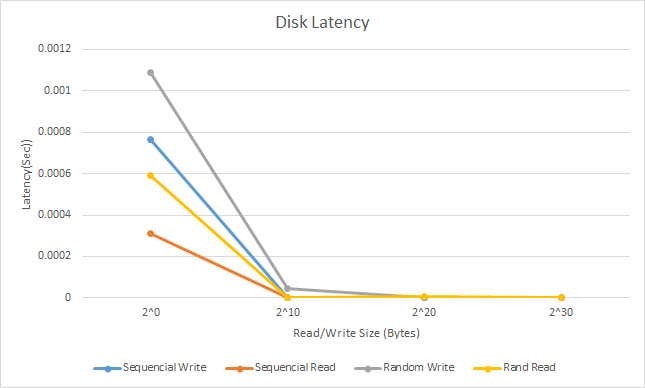 Disk Latency
0.0012
0.001
0.0008
0.0006
0.0004
0.0002
0
Latency(Sec))
2^0 2^10 2^20 2^30
Read/Write Size (Bytes)
Sequencial Write Sequencial Read Random Write Rand Read